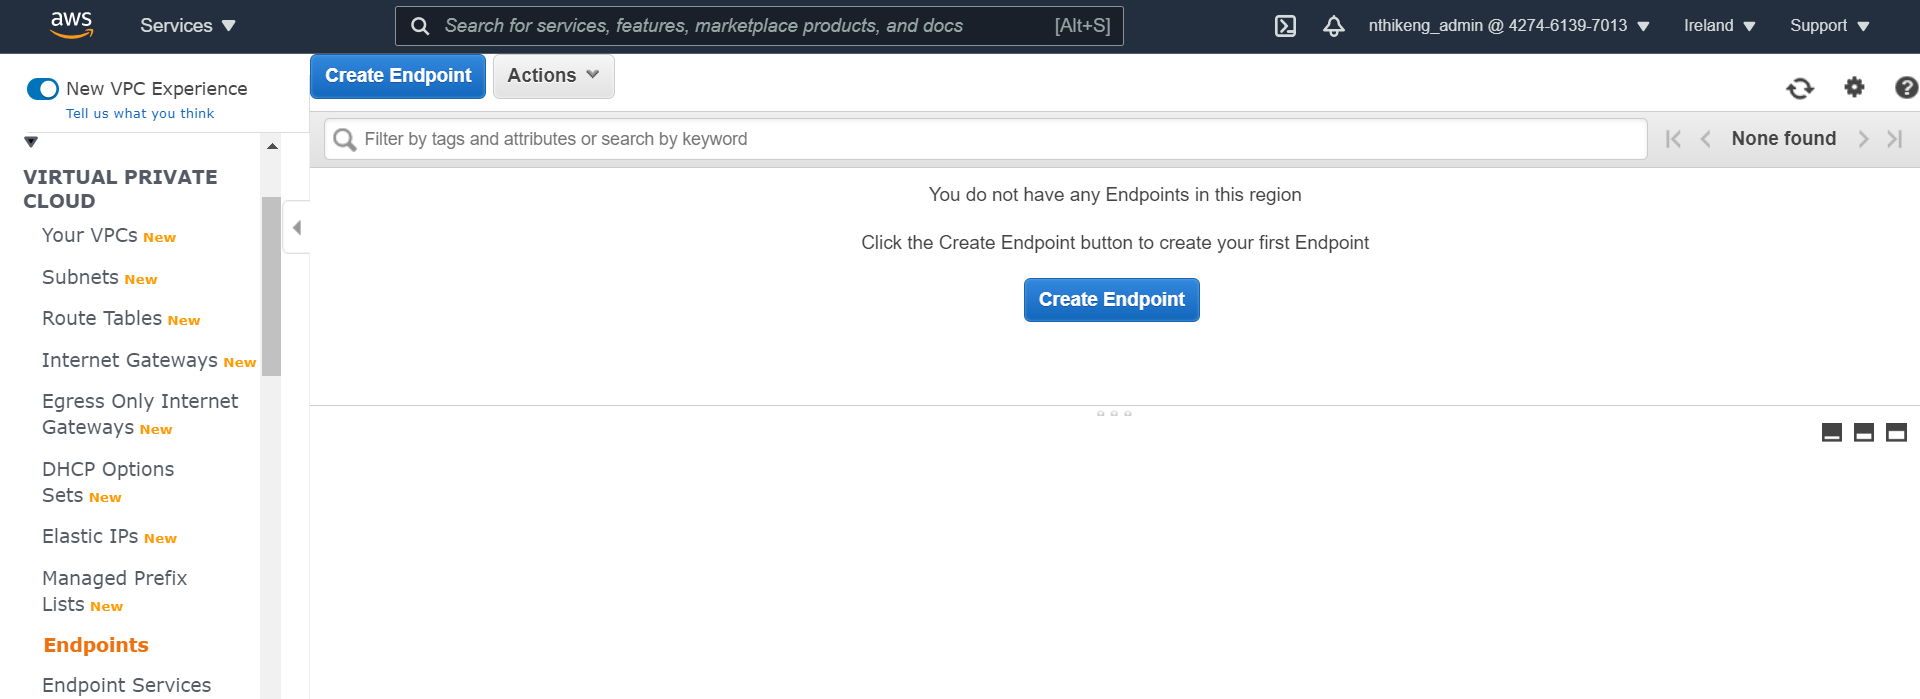 aws Services Search for services, features, marketplace products, and docs [Alt+S] nthikeng_admin @ 4274-6139-7013 Ireland Support
New VPC Experience
Tell us what you think
VIRTUAL PRIVATE
CLOUD
Your VPCs New
Subnets New
Route Tables New
Internet Gateways New
Egress Only Internet
Gateways New
DHCP Options
Sets New
Elastic IPs New
Managed Prefix
Lists New
Endpoints
Endpoint Services
Create Endpoint Actions
?
Filter by tags and attributes or search by keyword None found
You do not have any Endpoints in this region
Click the Create Endpoint button to create your first Endpoint
Create Endpoint